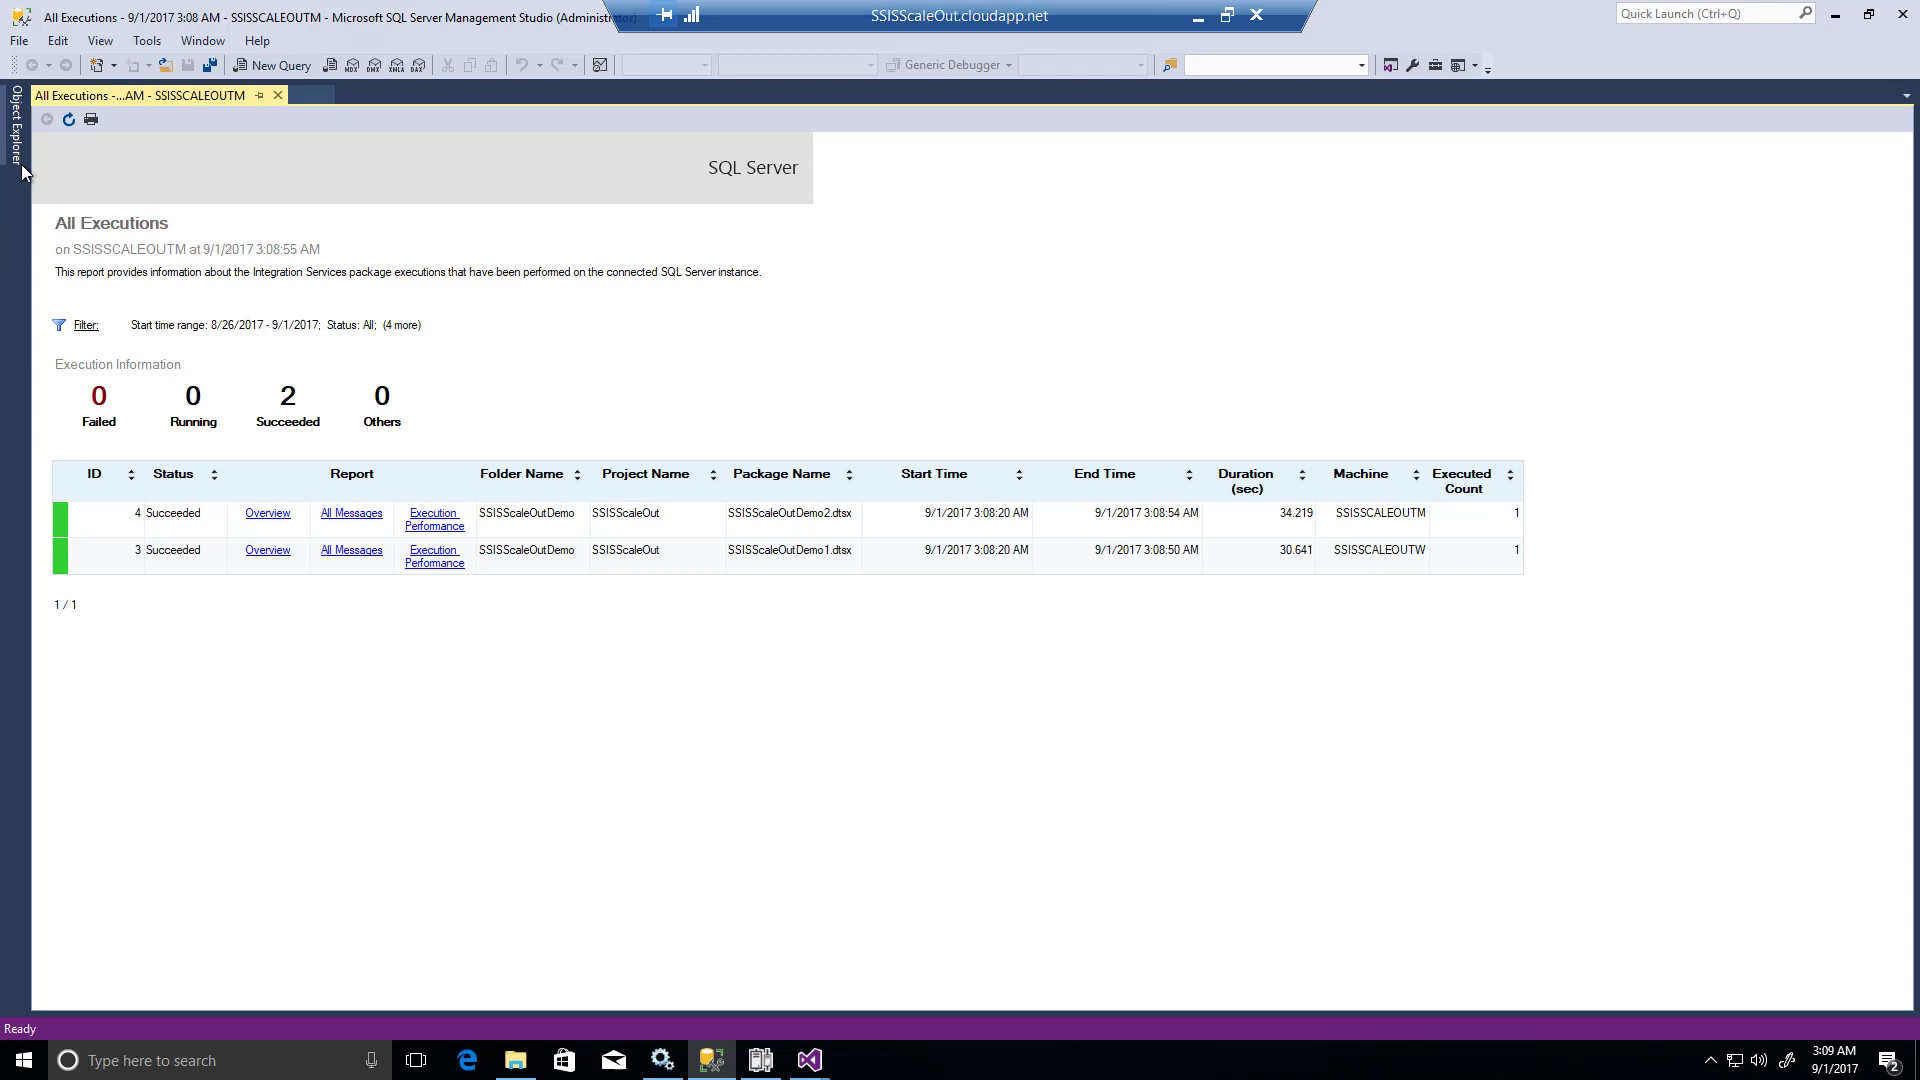 All Executions - 9/1/2017 3:08 AM - SSISSCALEOUTM - Microsoft SQL Server Management Studio (Administr
SSISScaleOut.cloudapp.net
Quick Launch (Ctrl+Q)
File Edit View Tools Window Help
New Query
MDX DMX XMLA DAX
Generic Debugger
Object Explorer
All Executions -...AM - SSISSCALEOUTM
SQL Server
All Executions
on SSISSCALEOUTM at 9/1/2017 3:08:55 AM
This report provides information about the Integration Services package executions that have been performed on the connected SQL Server instance.
Filter: Start time range: 8/26/2017 - 9/1/2017; Status: All; (4 more)
Execution Information
0 0 2 0
Failed Running Succeeded Others
ID Status Report Folder Name Project Name Package Name Start Time End Time Duration (sec) Machine Executed Count
4 Succeeded Overview All Messages Execution Performance SSISScaleOutDemo SSISScaleOut SSISScaleOutDemo2.dtsx 9/1/2017 3:08:20 AM 9/1/2017 3:08:54 AM 34.219 SSISSCALEOUTM 1
3 Succeeded Overview All Messages Execution Performance SSISScaleOutDemo SSISScaleOut SSISScaleOutDemo1.dtsx 9/1/2017 3:08:20 AM 9/1/2017 3:08:50 AM 30.641 SSISSCALEOUTW 1
1 / 1
Ready
Type here to search
3:09 AM
9/1/2017
2